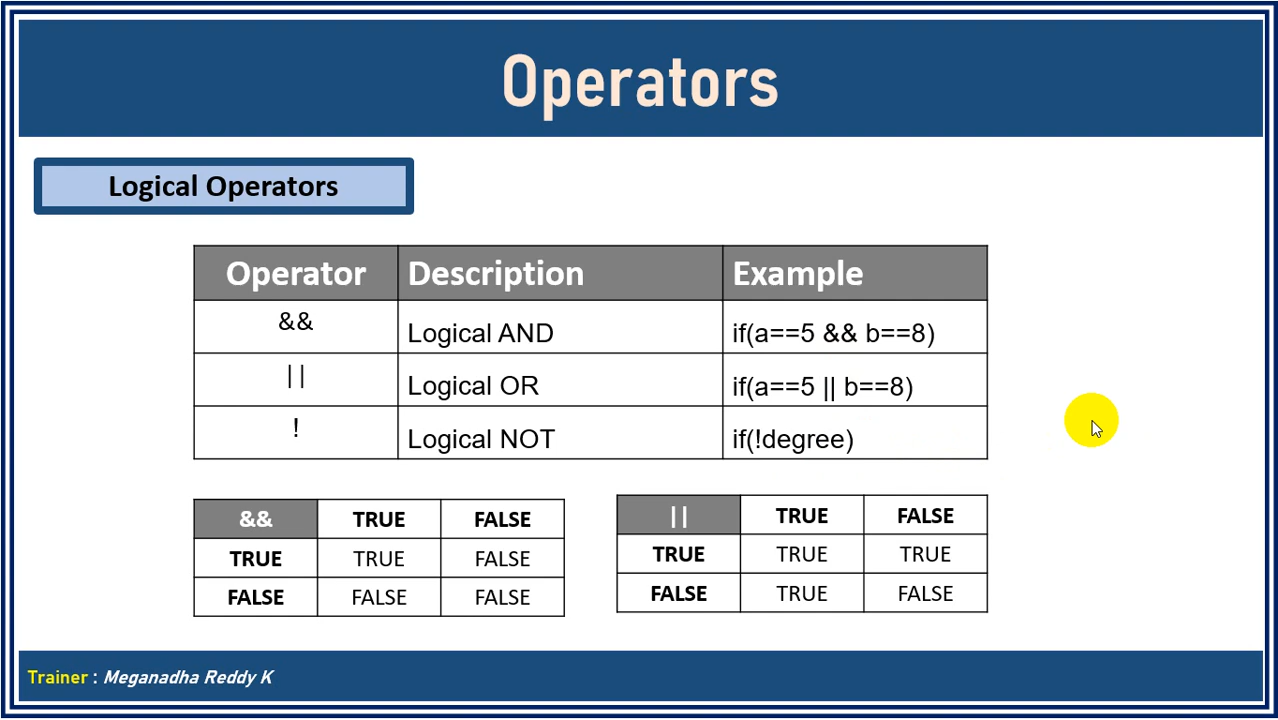 Operators
Logical Operators
Operator Description Example
&& Logical AND if(a==5 && b==8)
|| Logical OR if(a==5 || b==8)
! Logical NOT if(!degree)
&& TRUE FALSE
TRUE TRUE FALSE
FALSE FALSE FALSE
|| TRUE FALSE
TRUE TRUE TRUE
FALSE TRUE FALSE
Trainer : Meganadha Reddy K